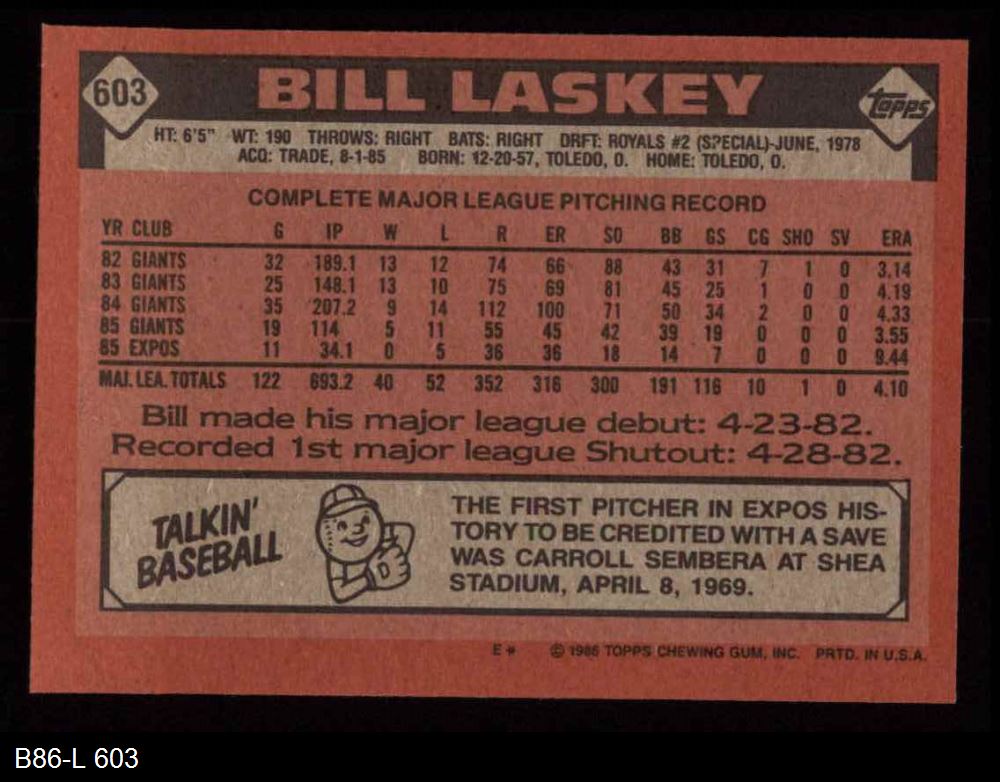 603
BILL LASKEY
topps
HT: 6'5" WT: 190 THROWS: RIGHT BATS: RIGHT DRFT: ROYALS #2 (SPECIAL)-JUNE, 1978
ACQ: TRADE, 8-1-85 BORN: 12-20-57, TOLEDO, O. HOME: TOLEDO, O.
COMPLETE MAJOR LEAGUE PITCHING RECORD
YR CLUB G IP W L R ER SO BB GS CG SHO SV ERA
82 GIANTS 32 189.1 13 12 74 66 88 43 31 7 1 0 3.14
83 GIANTS 25 148.1 13 10 75 69 81 45 25 1 0 0 4.19
84 GIANTS 35 207.2 9 14 112 100 71 50 34 2 0 0 4.33
85 GIANTS 19 114 5 11 55 45 42 39 19 0 0 0 3.55
85 EXPOS 11 34.1 0 5 36 36 18 14 7 0 0 0 9.44
MAJ. LEA. TOTALS 122 693.2 40 52 352 316 300 191 116 10 1 0 4.10
Bill made his major league debut: 4-23-82.
Recorded 1st major league Shutout: 4-28-82.
TALKIN'
BASEBALL
THE FIRST PITCHER IN EXPOS HIS-
TORY TO BE CREDITED WITH A SAVE
WAS CARROLL SEMBERA AT SHEA
STADIUM, APRIL 8, 1969.
E* © 1986 TOPPS CHEWING GUM, INC. PRTD. IN U.S.A.
B86-L 603